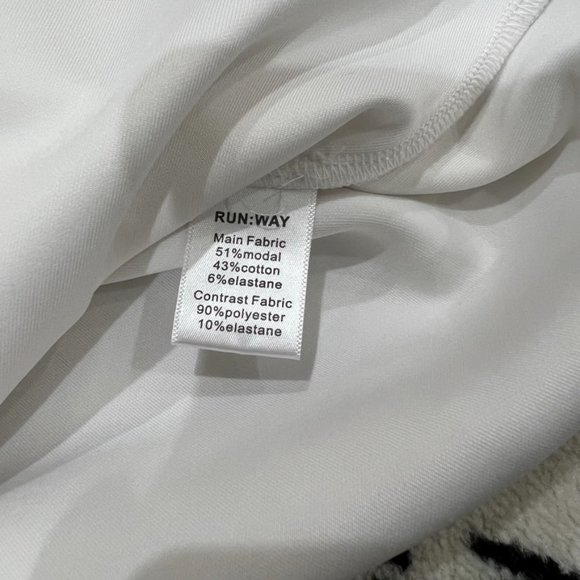 RUN:WAY
Main Fabric
51%modal
43%cotton
6%elastane
Contrast Fabric
90%polyester
10%elastane